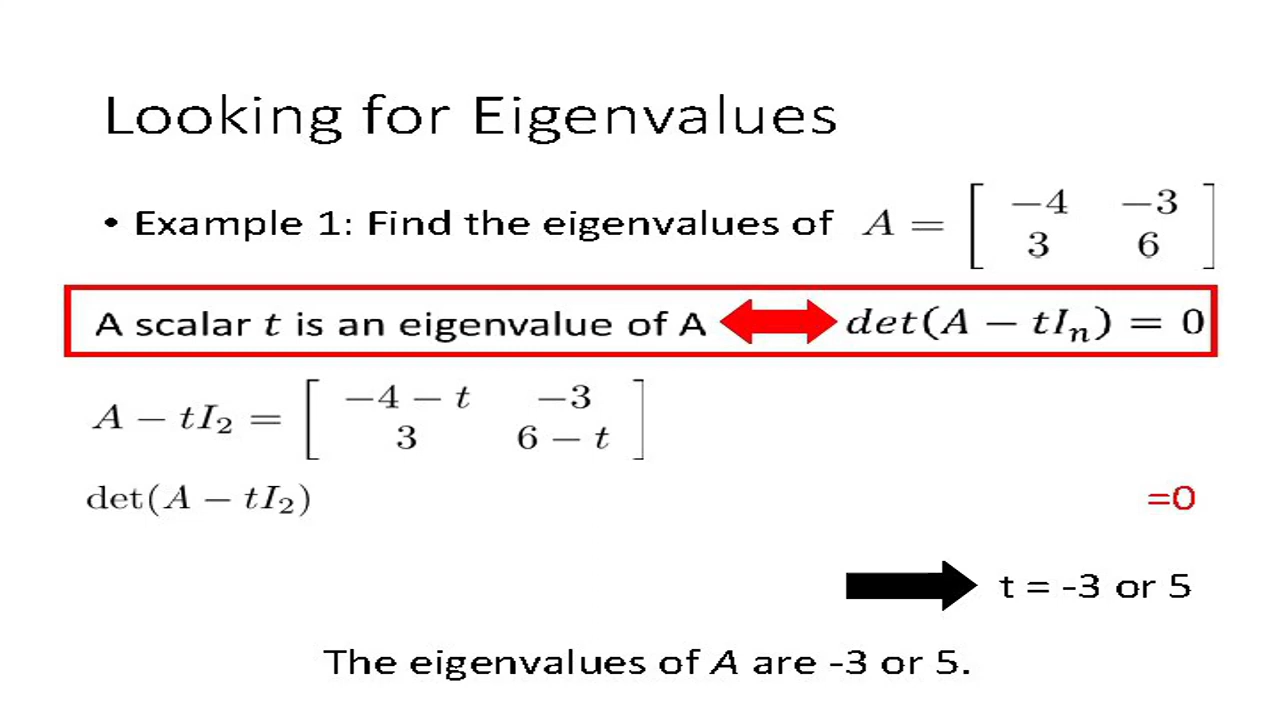 Looking for Eigenvalues
• Example 1: Find the eigenvalues of A = [ −4 −3
3 6 ]
A scalar t is an eigenvalue of A det(A − tIₙ) = 0
A − tI₂ = [ −4 − t −3
3 6 − t ]
det(A − tI₂) =0
t = -3 or 5
The eigenvalues of A are -3 or 5.